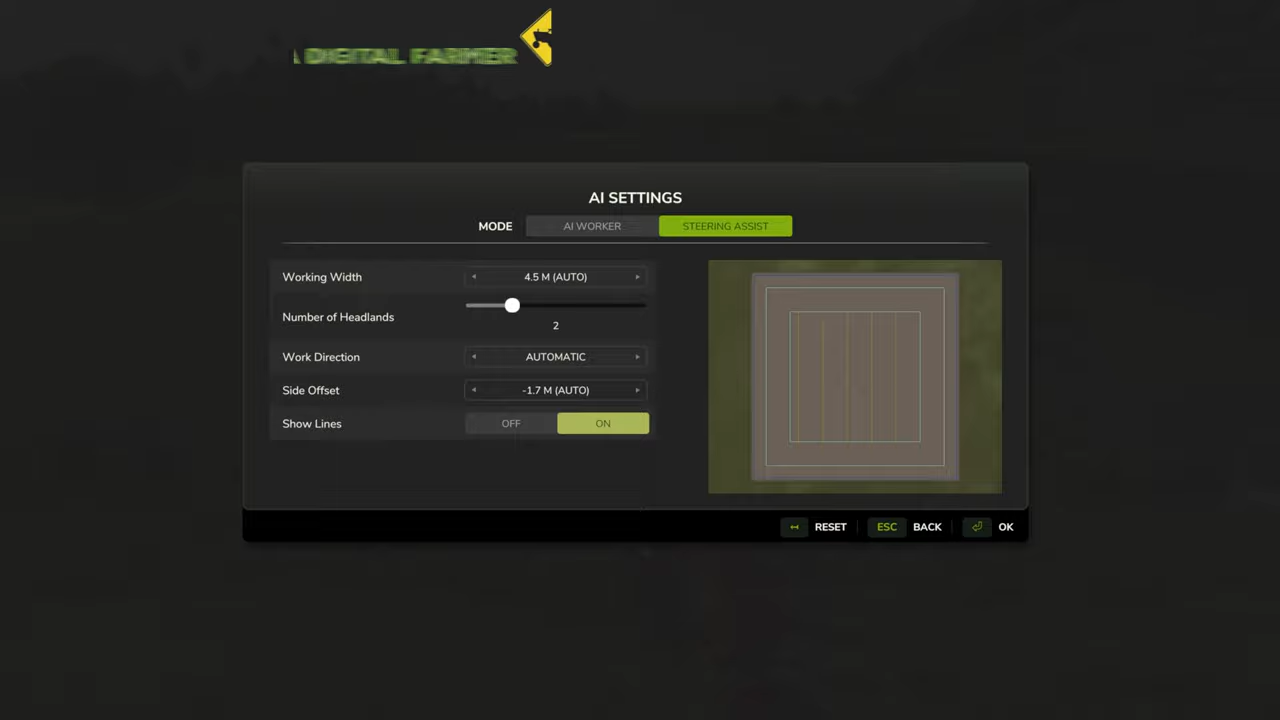 DIGITAL FARMER
AI SETTINGS
MODE AI WORKER STEERING ASSIST
Working Width 4.5 M (AUTO)
Number of Headlands
2
Work Direction AUTOMATIC
Side Offset -1.7 M (AUTO)
Show Lines OFF ON
RESET ESC BACK OK